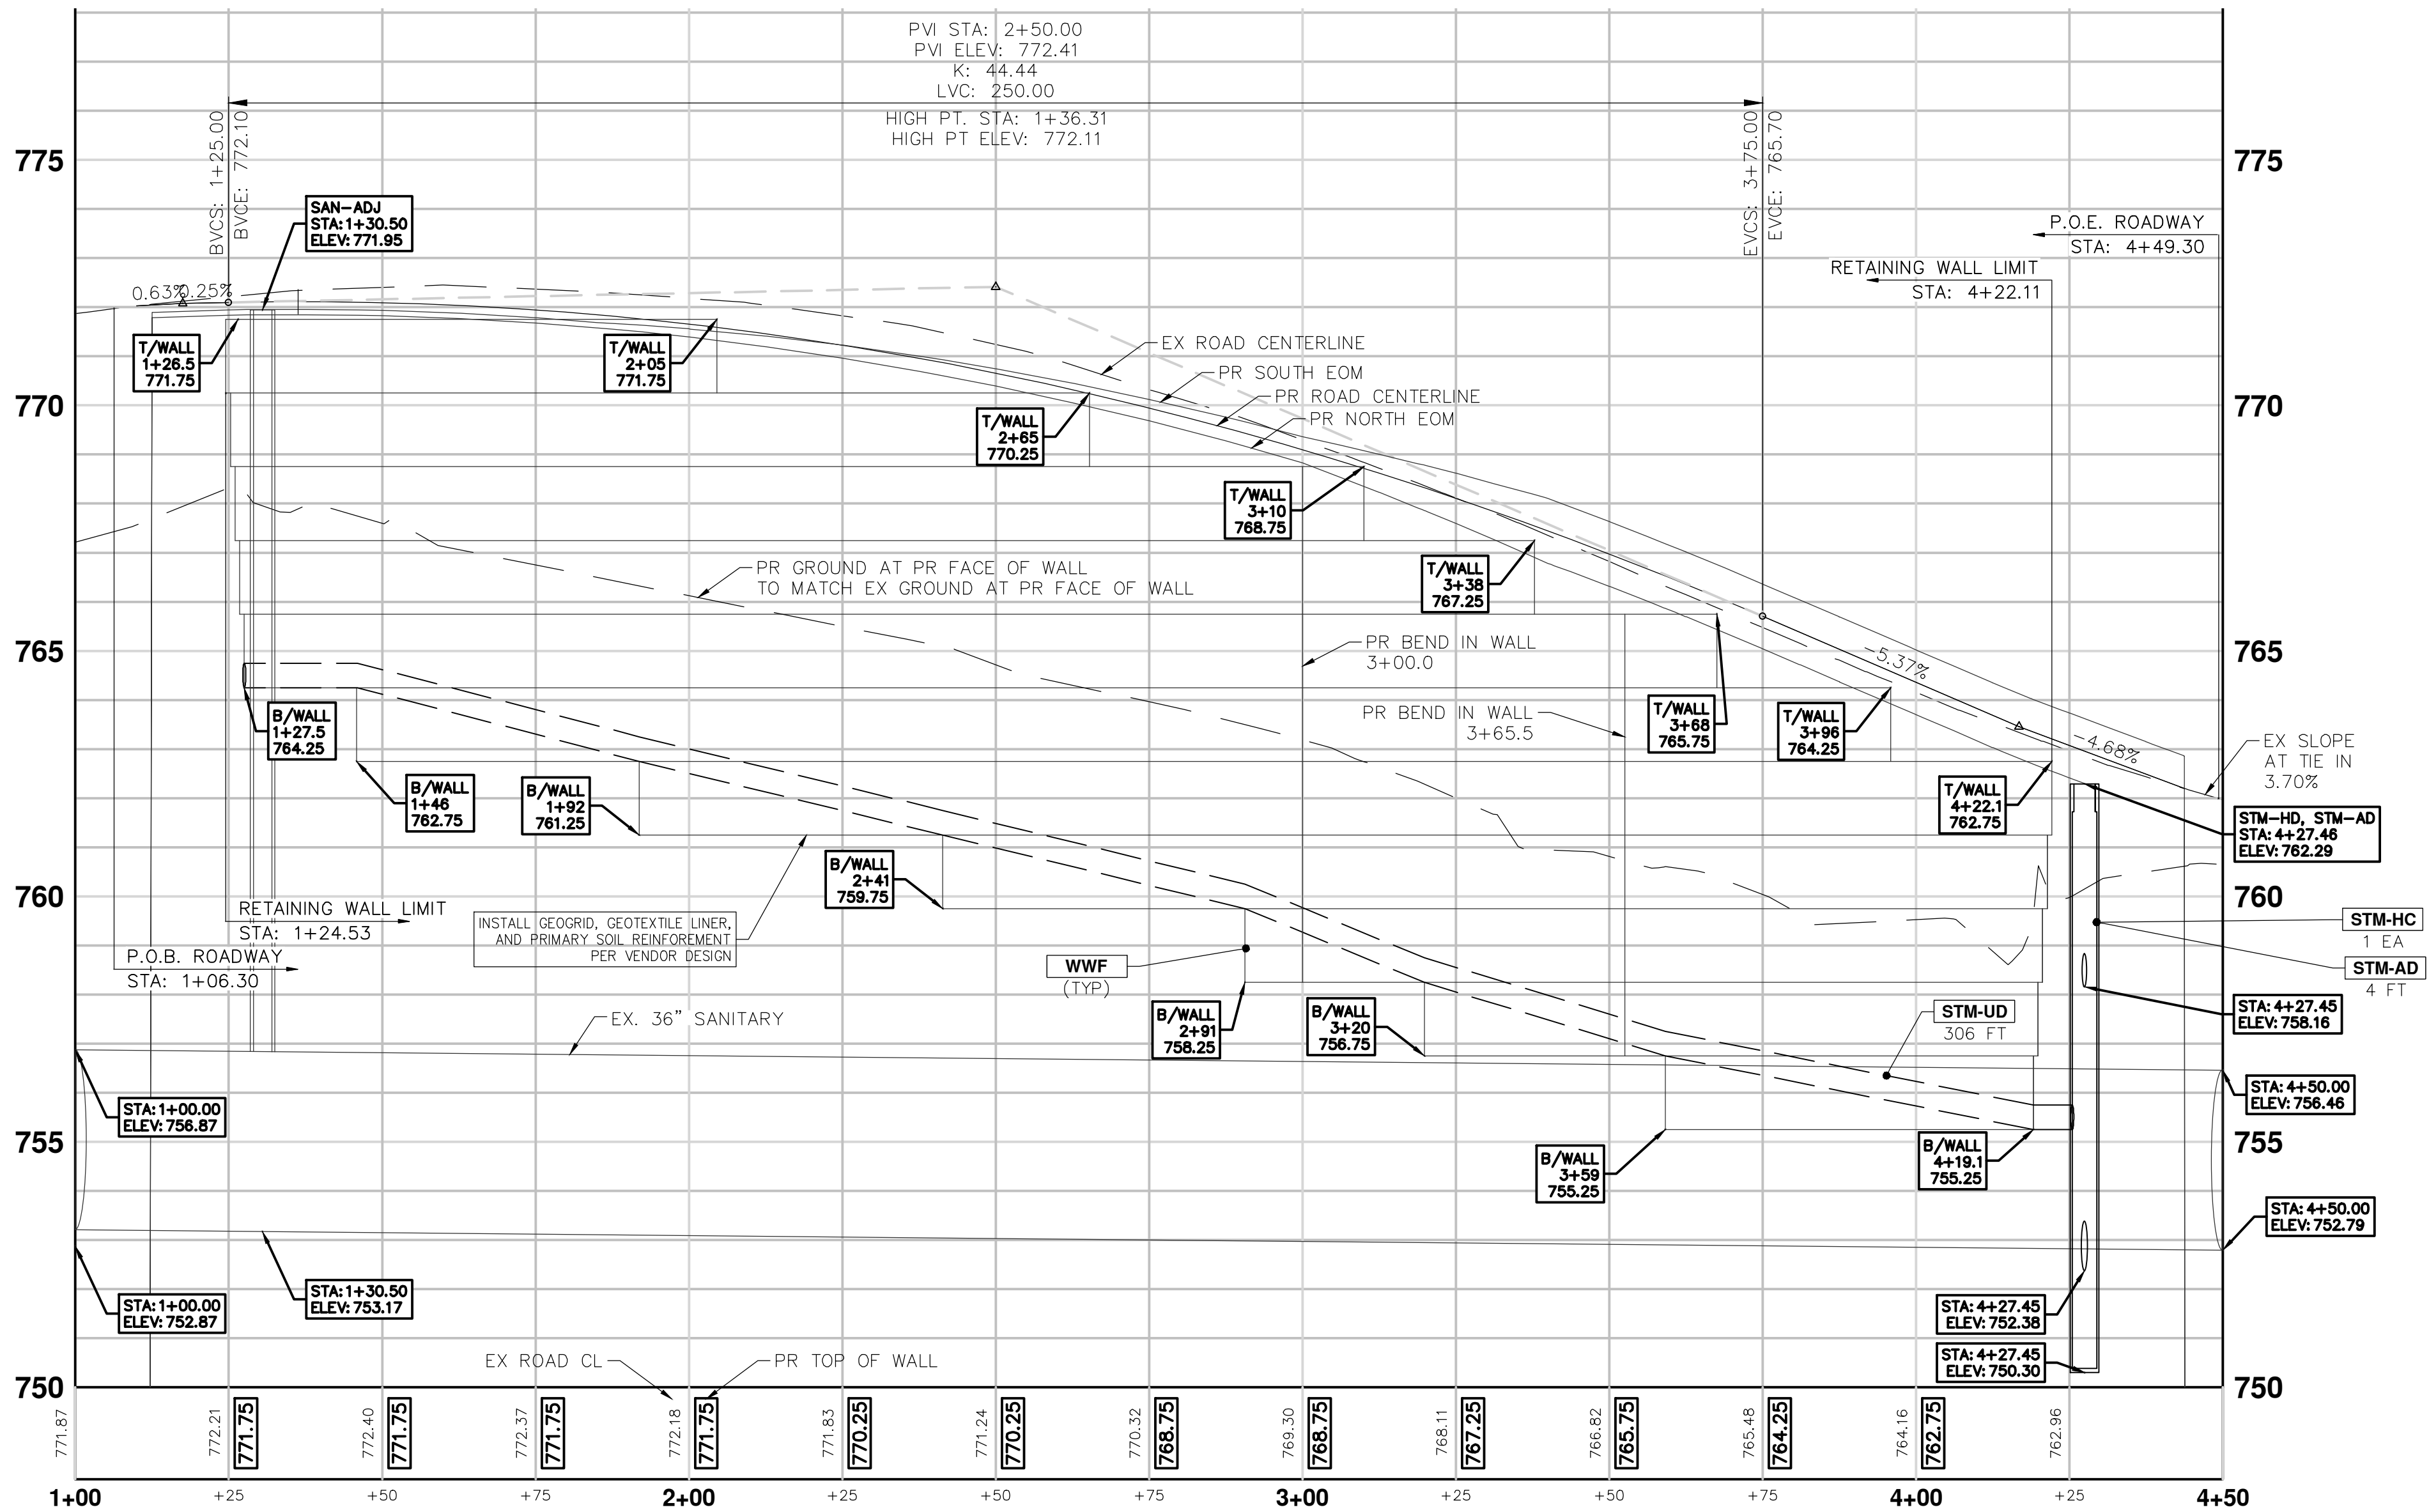 PVI STA: 2+50.00
PVI ELEV: 772.41
K: 44.44
LVC: 250.00
HIGH PT. STA: 1+36.31
HIGH PT ELEV: 772.11
BVCS: 1+25.00
BVCE: 772.10
EVCS: 3+75.00
EVCE: 765.70
775
775
P.O.E. ROADWAY
STA: 4+49.30
SAN-ADJ
STA: 1+30.50
ELEV: 771.95
RETAINING WALL LIMIT
STA: 4+22.11
0.63%
0.25%
T/WALL
1+26.5
771.75
T/WALL
2+05
771.75
EX ROAD CENTERLINE
PR SOUTH EOM
PR ROAD CENTERLINE
PR NORTH EOM
770
770
T/WALL
2+65
770.25
T/WALL
3+10
768.75
T/WALL
3+38
767.25
PR GROUND AT PR FACE OF WALL
TO MATCH EX GROUND AT PR FACE OF WALL
765
765
PR BEND IN WALL
3+00.0
-5.37%
PR BEND IN WALL
3+65.5
T/WALL
3+68
765.75
T/WALL
3+96
764.25
-4.68%
EX SLOPE
AT TIE IN
3.70%
B/WALL
1+27.5
764.25
B/WALL
1+46
762.75
B/WALL
1+92
761.25
T/WALL
4+22.1
762.75
STM-HD, STM-AD
STA: 4+27.46
ELEV: 762.29
B/WALL
2+41
759.75
760
760
RETAINING WALL LIMIT
STA: 1+24.53
INSTALL GEOGRID, GEOTEXTILE LINER,
AND PRIMARY SOIL REINFOREMENT
PER VENDOR DESIGN
STM-HC
1 EA
P.O.B. ROADWAY
STA: 1+06.30
WWF
(TYP)
STM-AD
4 FT
EX. 36" SANITARY
B/WALL
2+91
758.25
B/WALL
3+20
756.75
STM-UD
306 FT
STA: 4+27.45
ELEV: 758.16
STA: 1+00.00
ELEV: 756.87
STA: 4+50.00
ELEV: 756.46
755
755
B/WALL
3+59
755.25
B/WALL
4+19.1
755.25
STA: 4+50.00
ELEV: 752.79
STA: 1+00.00
ELEV: 752.87
STA: 1+30.50
ELEV: 753.17
STA: 4+27.45
ELEV: 752.38
STA: 4+27.45
ELEV: 750.30
EX ROAD CL
PR TOP OF WALL
750
750
771.87
772.21
771.75
772.40
771.75
772.37
771.75
772.18
771.75
771.83
770.25
771.24
770.25
770.32
768.75
769.30
768.75
768.11
767.25
766.82
765.75
765.48
764.25
764.16
762.75
762.96
1+00
+25
+50
+75
2+00
+25
+50
+75
3+00
+25
+50
+75
4+00
+25
4+50